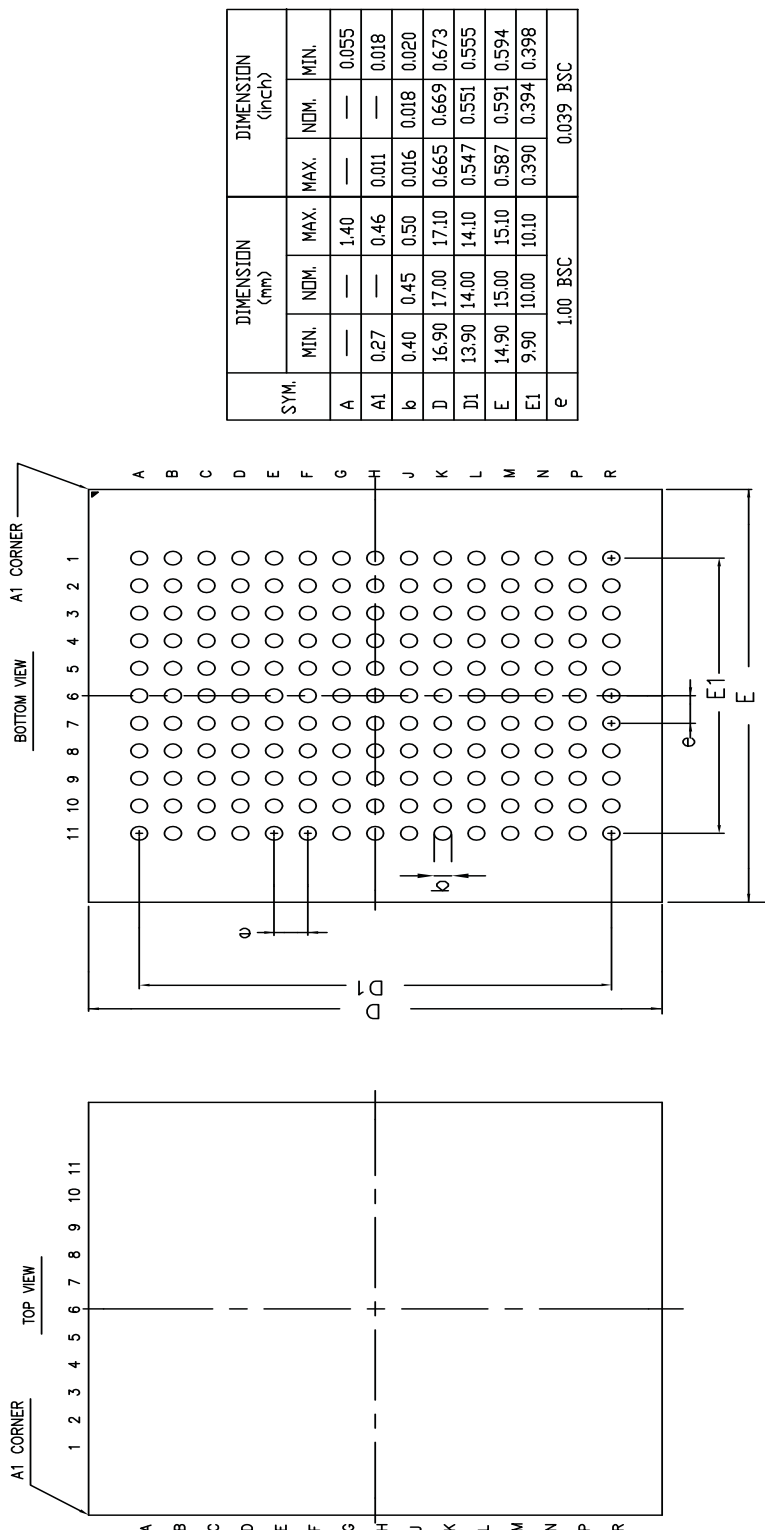 TOP VIEW
A1 CORNER
1 2 3 4 5 6 7 8 9 10 11
A
B
C
D
E
F
G
H
J
K
L
M
N
P
R
BOTTOM VIEW
A1 CORNER
11 10 9 8 7 6 5 4 3 2 1
A
B
C
D
E
F
G
H
J
K
L
M
N
P
R
e
D1
D
b
e
E1
E
SYM. DIMENSION (mm) DIMENSION (inch)
MIN. NOM. MAX. MAX. NOM. MIN.
A — — 1.40 — — 0.055
A1 0.27 — 0.46 0.011 — 0.018
b 0.40 0.45 0.50 0.016 0.018 0.020
D 16.90 17.00 17.10 0.665 0.669 0.673
D1 13.90 14.00 14.10 0.547 0.551 0.555
E 14.90 15.00 15.10 0.587 0.591 0.594
E1 9.90 10.00 10.10 0.390 0.394 0.398
e 1.00 BSC 0.039 BSC